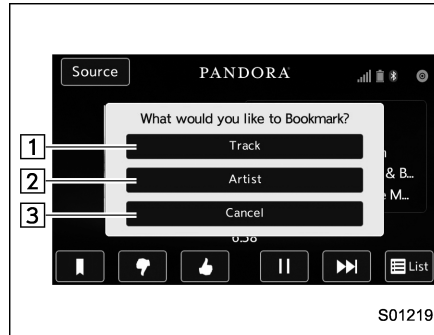 Source
PANDORA
What would you like to Bookmark?
1
Track
2
Artist
& B...
M...
3
Cancel
List
S01219